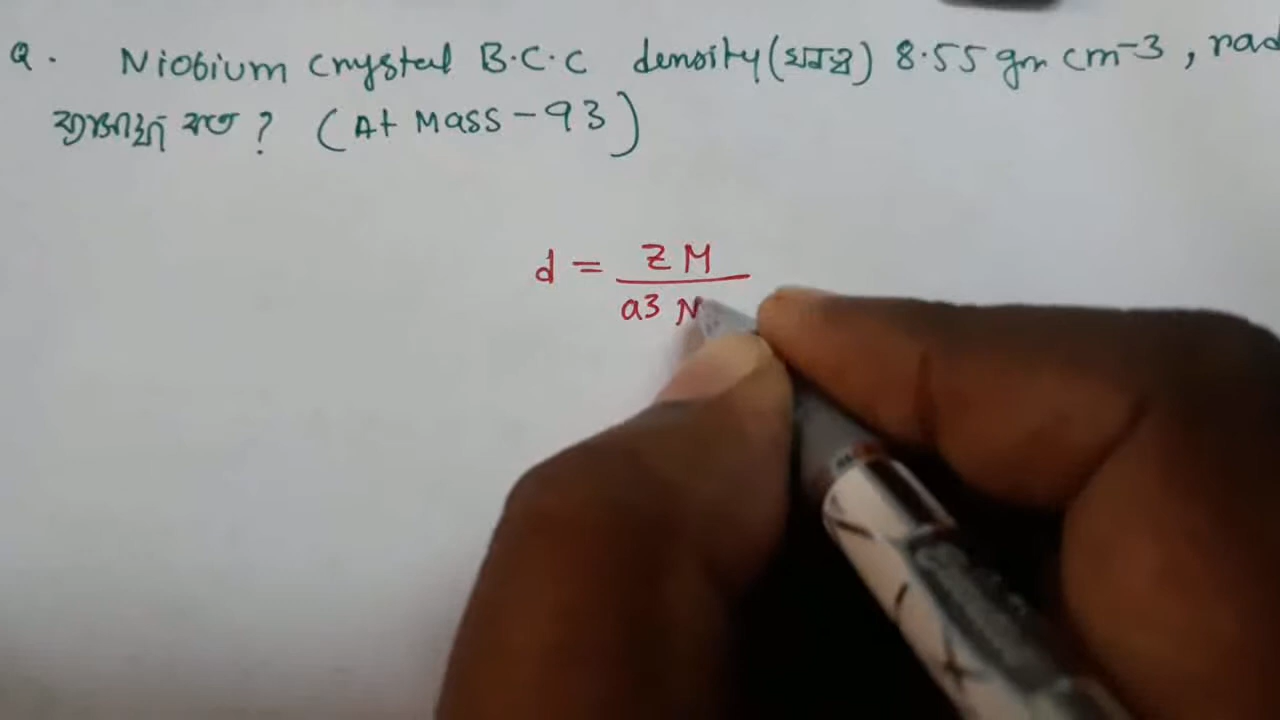 Q. Niobium crystal B.C.C density (ঘনত্ব) 8.55 gm cm-3, rad
কত ? (At Mass - 93)
d = ZM
a3 N